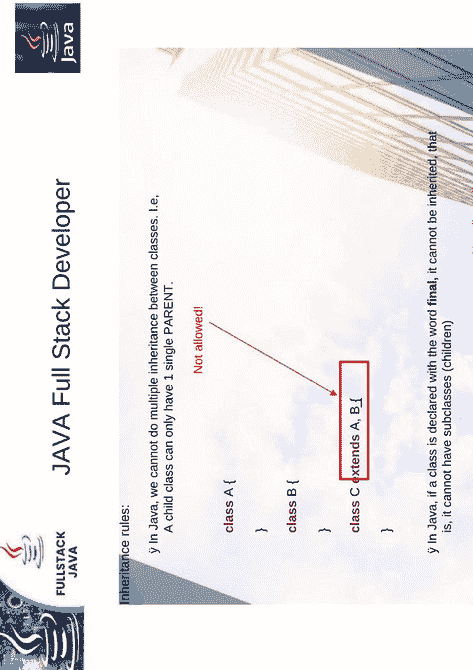 FULLSTACK
JAVA
JAVA Full Stack Developer
Java
Inheritance rules:
ÿ In Java, we cannot do multiple inheritance between classes. I.e,
A child class can only have 1 single PARENT.
Not allowed!
class A {
}
class B {
}
class C extends A, B {
}
ÿ In Java, if a class is declared with the word final, it cannot be inherited, that
is, it cannot have subclasses (children)